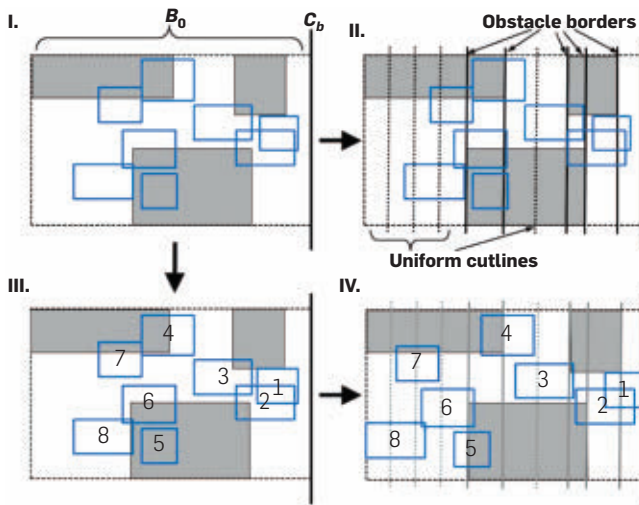 I.
B₀
C_b
II.
Obstacle borders
Uniform cutlines
III.
4
7
3
1
6
2
8
5
IV.
4
7
3
1
6
2
8
5